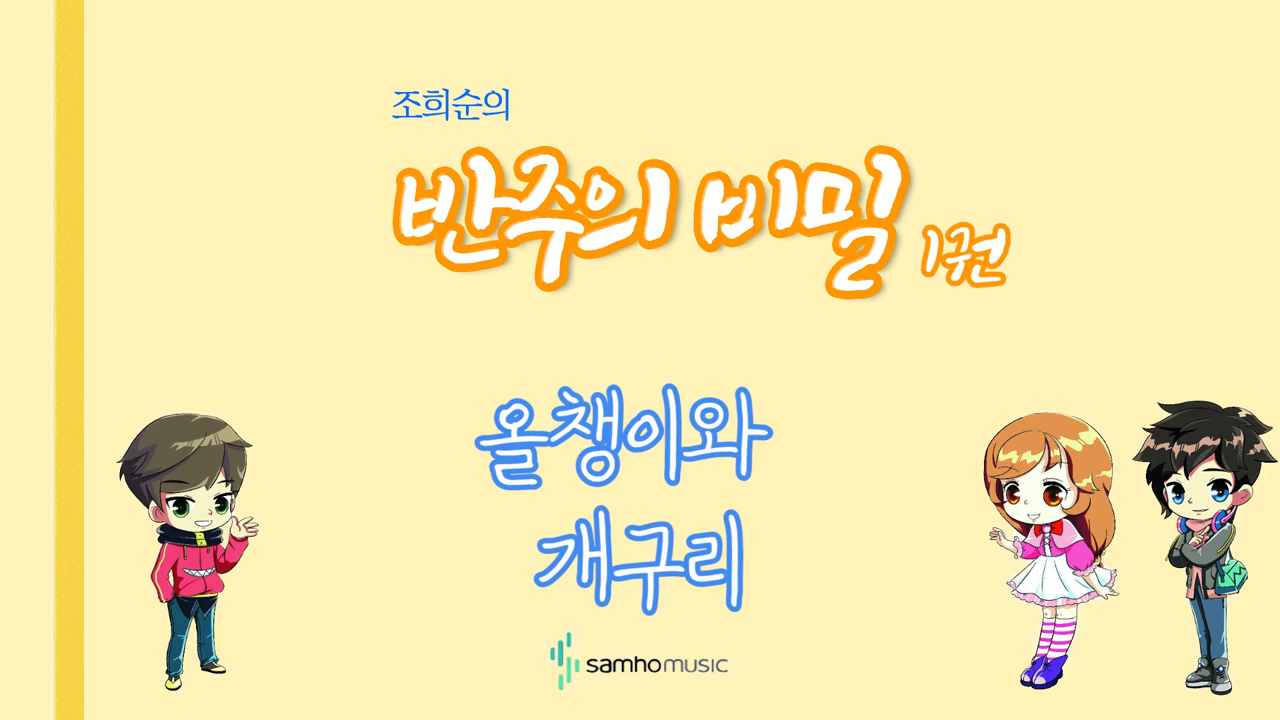 조희순의
반주의 비밀 1권
올챙이와
개구리
samhomusic